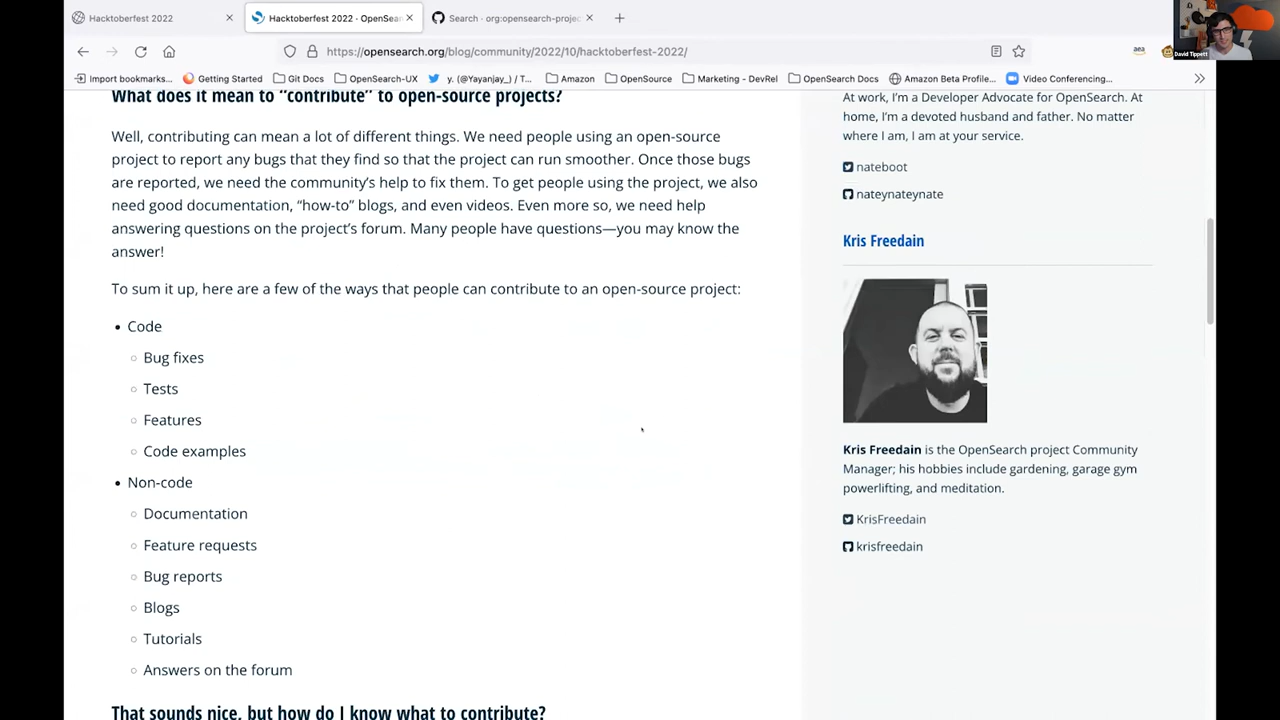 Hacktoberfest 2022
Hacktoberfest 2022 · OpenSear
Search · org:opensearch-projec
David Tippett
https://opensearch.org/blog/community/2022/10/hacktoberfest-2022/
Import bookmarks...
Getting Started
Git Docs
OpenSearch-UX
y. (@Yayanjay_) / T...
Amazon
OpenSource
Marketing - DevRel
OpenSearch Docs
Amazon Beta Profile...
Video Conferencing...
What does it mean to “contribute” to open-source projects?
Well, contributing can mean a lot of different things. We need people using an open-source
project to report any bugs that they find so that the project can run smoother. Once those bugs
are reported, we need the community’s help to fix them. To get people using the project, we also
need good documentation, “how-to” blogs, and even videos. Even more so, we need help
answering questions on the project’s forum. Many people have questions—you may know the
answer!
To sum it up, here are a few of the ways that people can contribute to an open-source project:
• Code
◦ Bug fixes
◦ Tests
◦ Features
◦ Code examples
• Non-code
◦ Documentation
◦ Feature requests
◦ Bug reports
◦ Blogs
◦ Tutorials
◦ Answers on the forum
That sounds nice, but how do I know what to contribute?
At work, I’m a Developer Advocate for OpenSearch. At
home, I’m a devoted husband and father. No matter
where I am, I am at your service.
nateboot
nateynateynate
Kris Freedain
Kris Freedain is the OpenSearch project Community
Manager; his hobbies include gardening, garage gym
powerlifting, and meditation.
KrisFreedain
krisfreedain